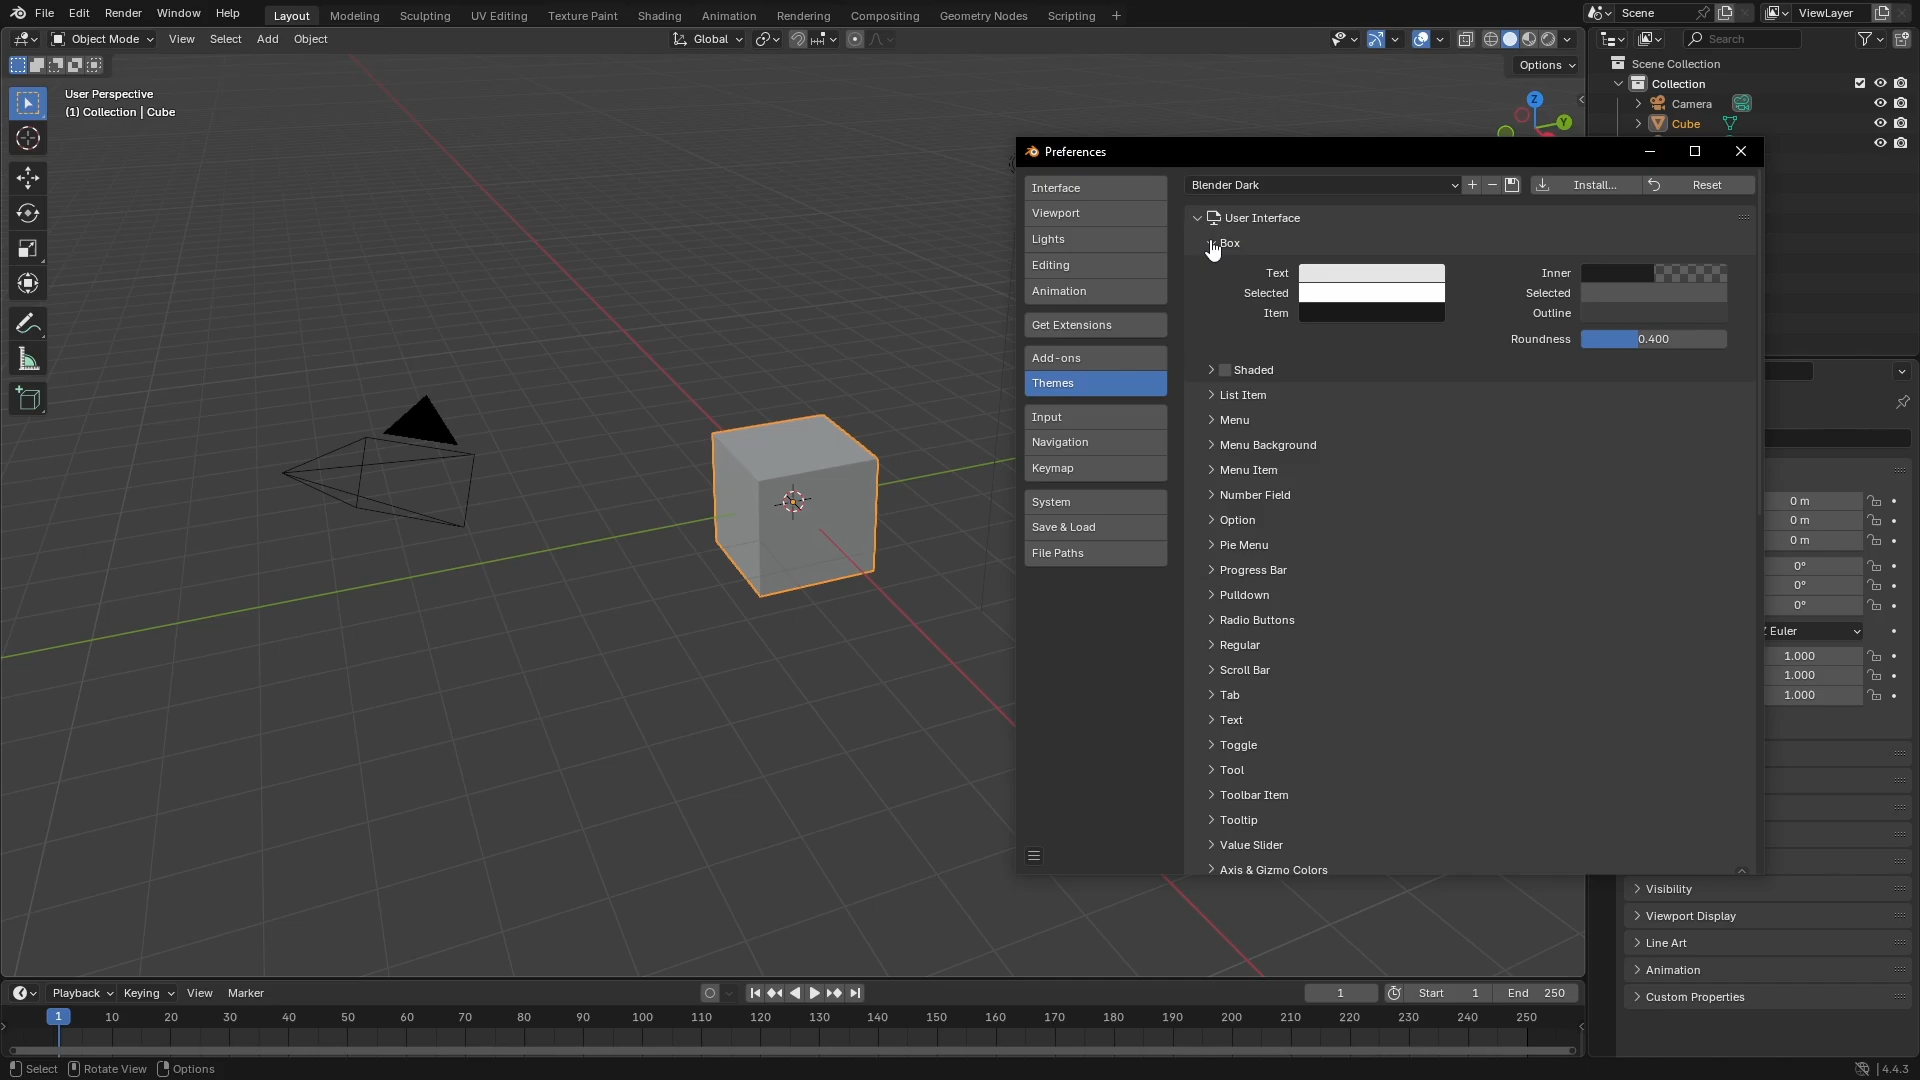 File Edit Render Window Help Layout Modeling Sculpting UV Editing Texture Paint Shading Animation Rendering Compositing Geometry Nodes Scripting + Scene ViewLayer
Object Mode View Select Add Object Global Search
Options
User Perspective
(1) Collection | Cube
Z
Y
Scene Collection
Collection
Camera
Cube
Preferences
Interface
Viewport
Lights
Editing
Animation
Get Extensions
Add-ons
Themes
Input
Navigation
Keymap
System
Save & Load
File Paths
Blender Dark Install... Reset
User Interface
Box
Text Inner
Selected Selected
Item Outline
Roundness 0.400
Shaded
List Item
Menu
Menu Background
Menu Item
Number Field
Option
Pie Menu
Progress Bar
Pulldown
Radio Buttons
Regular
Scroll Bar
Tab
Text
Toggle
Tool
Toolbar Item
Tooltip
Value Slider
Axis & Gizmo Colors
0 m
0 m
0 m
0°
0°
0°
Euler
1.000
1.000
1.000
Visibility
Viewport Display
Line Art
Animation
Custom Properties
Playback Keying View Marker 1 Start 1 End 250
1 10 20 30 40 50 60 70 80 90 100 110 120 130 140 150 160 170 180 190 200 210 220 230 240 250
Select Rotate View Options 4.4.3